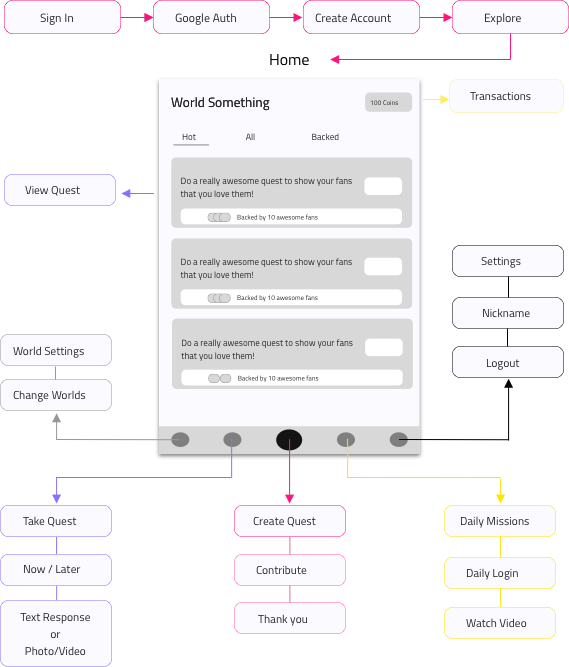 Sign In
Google Auth
Create Account
Explore
Home
World Something
100 Coins
Transactions
Hot
All
Backed
Do a really awesome quest to show your fans
that you love them!
Backed by 10 awesome fans
View Quest
Do a really awesome quest to show your fans
that you love them!
Backed by 10 awesome fans
Settings
Nickname
Logout
Do a really awesome quest to show your fans
that you love them!
Backed by 10 awesome fans
World Settings
Change Worlds
Take Quest
Now / Later
Text Response
or
Photo/Video
Create Quest
Contribute
Thank you
Daily Missions
Daily Login
Watch Video